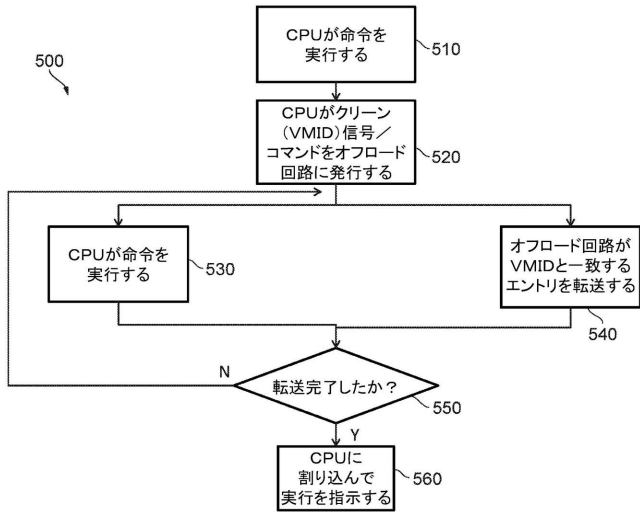 500
CPUが命令を
実行する
510
CPUがクリーン
（VMID）信号／
コマンドをオフロード
回路に発行する
520
CPUが命令を
実行する
530
オフロード回路が
VMIDと一致する
エントリを転送する
540
転送完了したか？
550
N
Y
CPUに
割り込んで
実行を指示する
560